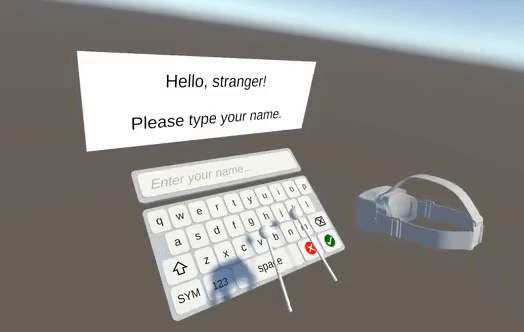 Hello, stranger!
Please type your name.
Enter your name...
q w e r t y u i o p
a s d f g h j k l
z x c v b n m
SYM 123 space